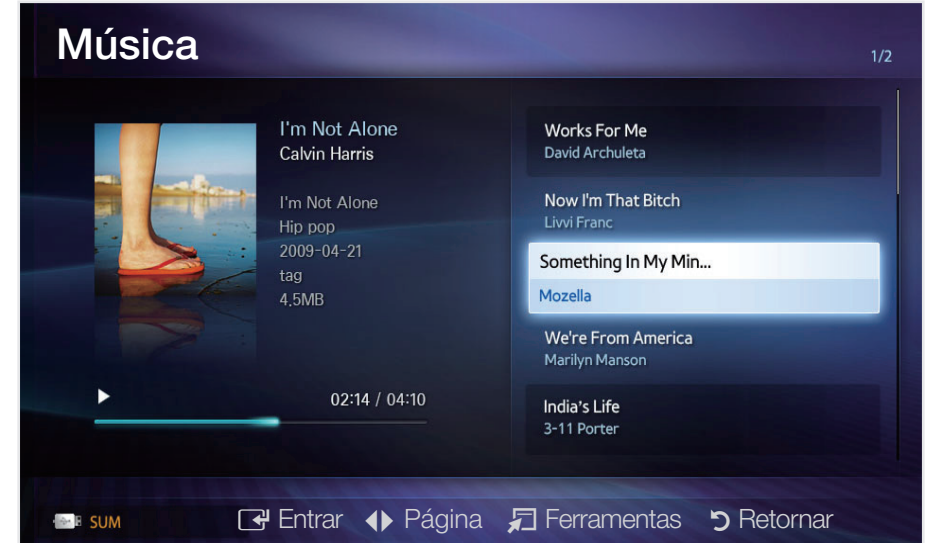 Música
1/2
I'm Not Alone
Calvin Harris
I'm Not Alone
Hip pop
2009-04-21
tag
4.5MB
02:14 / 04:10
Works For Me
David Archuleta
Now I'm That Bitch
Livvi Franc
Something In My Min...
Mozella
We're From America
Marilyn Manson
India's Life
3-11 Porter
SUM Entrar Página Ferramentas Retornar